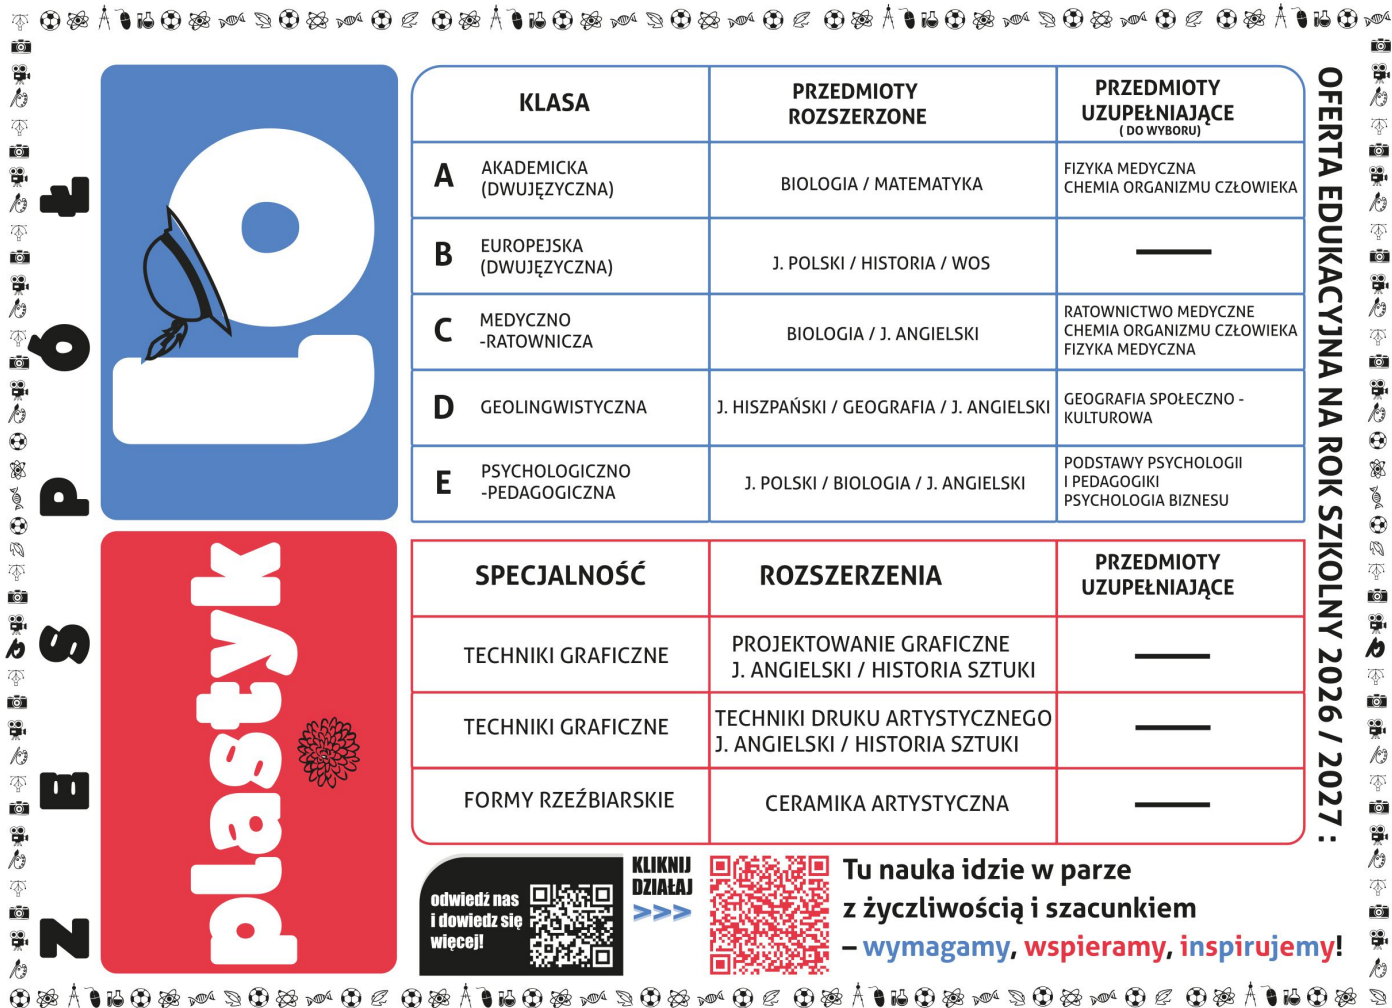 ZESPÓŁ
LO
plastyk
OFERTA EDUKACYJNA NA ROK SZKOLNY 2026 / 2027 :
KLASA
PRZEDMIOTY
ROZSZERZONE
PRZEDMIOTY
UZUPEŁNIAJĄCE
( DO WYBORU)
A
AKADEMICKA
(DWUJĘZYCZNA)
BIOLOGIA / MATEMATYKA
FIZYKA MEDYCZNA
CHEMIA ORGANIZMU CZŁOWIEKA
B
EUROPEJSKA
(DWUJĘZYCZNA)
J. POLSKI / HISTORIA / WOS
C
MEDYCZNO
-RATOWNICZA
BIOLOGIA / J. ANGIELSKI
RATOWNICTWO MEDYCZNE
CHEMIA ORGANIZMU CZŁOWIEKA
FIZYKA MEDYCZNA
D
GEOLINGWISTYCZNA
J. HISZPAŃSKI / GEOGRAFIA / J. ANGIELSKI
GEOGRAFIA SPOŁECZNO -
KULTUROWA
E
PSYCHOLOGICZNO
-PEDAGOGICZNA
J. POLSKI / BIOLOGIA / J. ANGIELSKI
PODSTAWY PSYCHOLOGII
I PEDAGOGIKI
PSYCHOLOGIA BIZNESU
SPECJALNOŚĆ
ROZSZERZENIA
PRZEDMIOTY
UZUPEŁNIAJĄCE
TECHNIKI GRAFICZNE
PROJEKTOWANIE GRAFICZNE
J. ANGIELSKI / HISTORIA SZTUKI
TECHNIKI GRAFICZNE
TECHNIKI DRUKU ARTYSTYCZNEGO
J. ANGIELSKI / HISTORIA SZTUKI
FORMY RZEŹBIARSKIE
CERAMIKA ARTYSTYCZNA
odwiedź nas
i dowiedz się
więcej!
KLIKNIJ
DZIAŁAJ
>>>
Tu nauka idzie w parze
z życzliwością i szacunkiem
– wymagamy, wspieramy, inspirujemy!